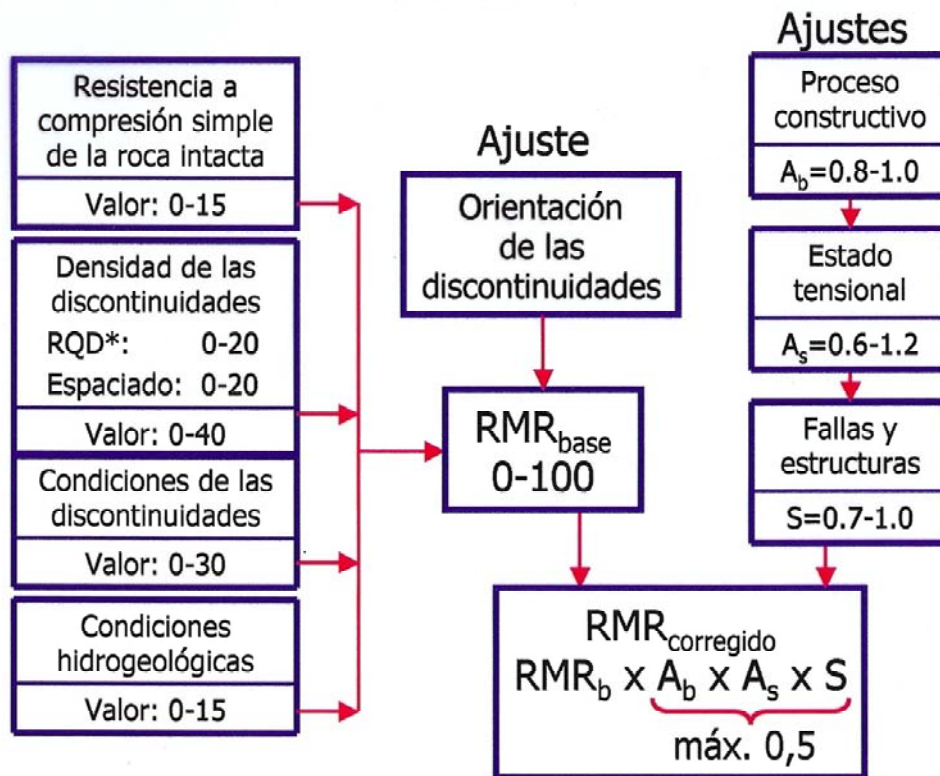 Resistencia a
compresión simple
de la roca intacta
Valor: 0-15
Densidad de las
discontinuidades
RQD*: 0-20
Espaciado: 0-20
Valor: 0-40
Condiciones de las
discontinuidades
Valor: 0-30
Condiciones
hidrogeológicas
Valor: 0-15
Ajuste
Orientación
de las
discontinuidades
RMRbase
0-100
Ajustes
Proceso
constructivo
Ab=0.8-1.0
Estado
tensional
As=0.6-1.2
Fallas y
estructuras
S=0.7-1.0
RMRcorregido
RMRb x Ab x As x S
máx. 0,5